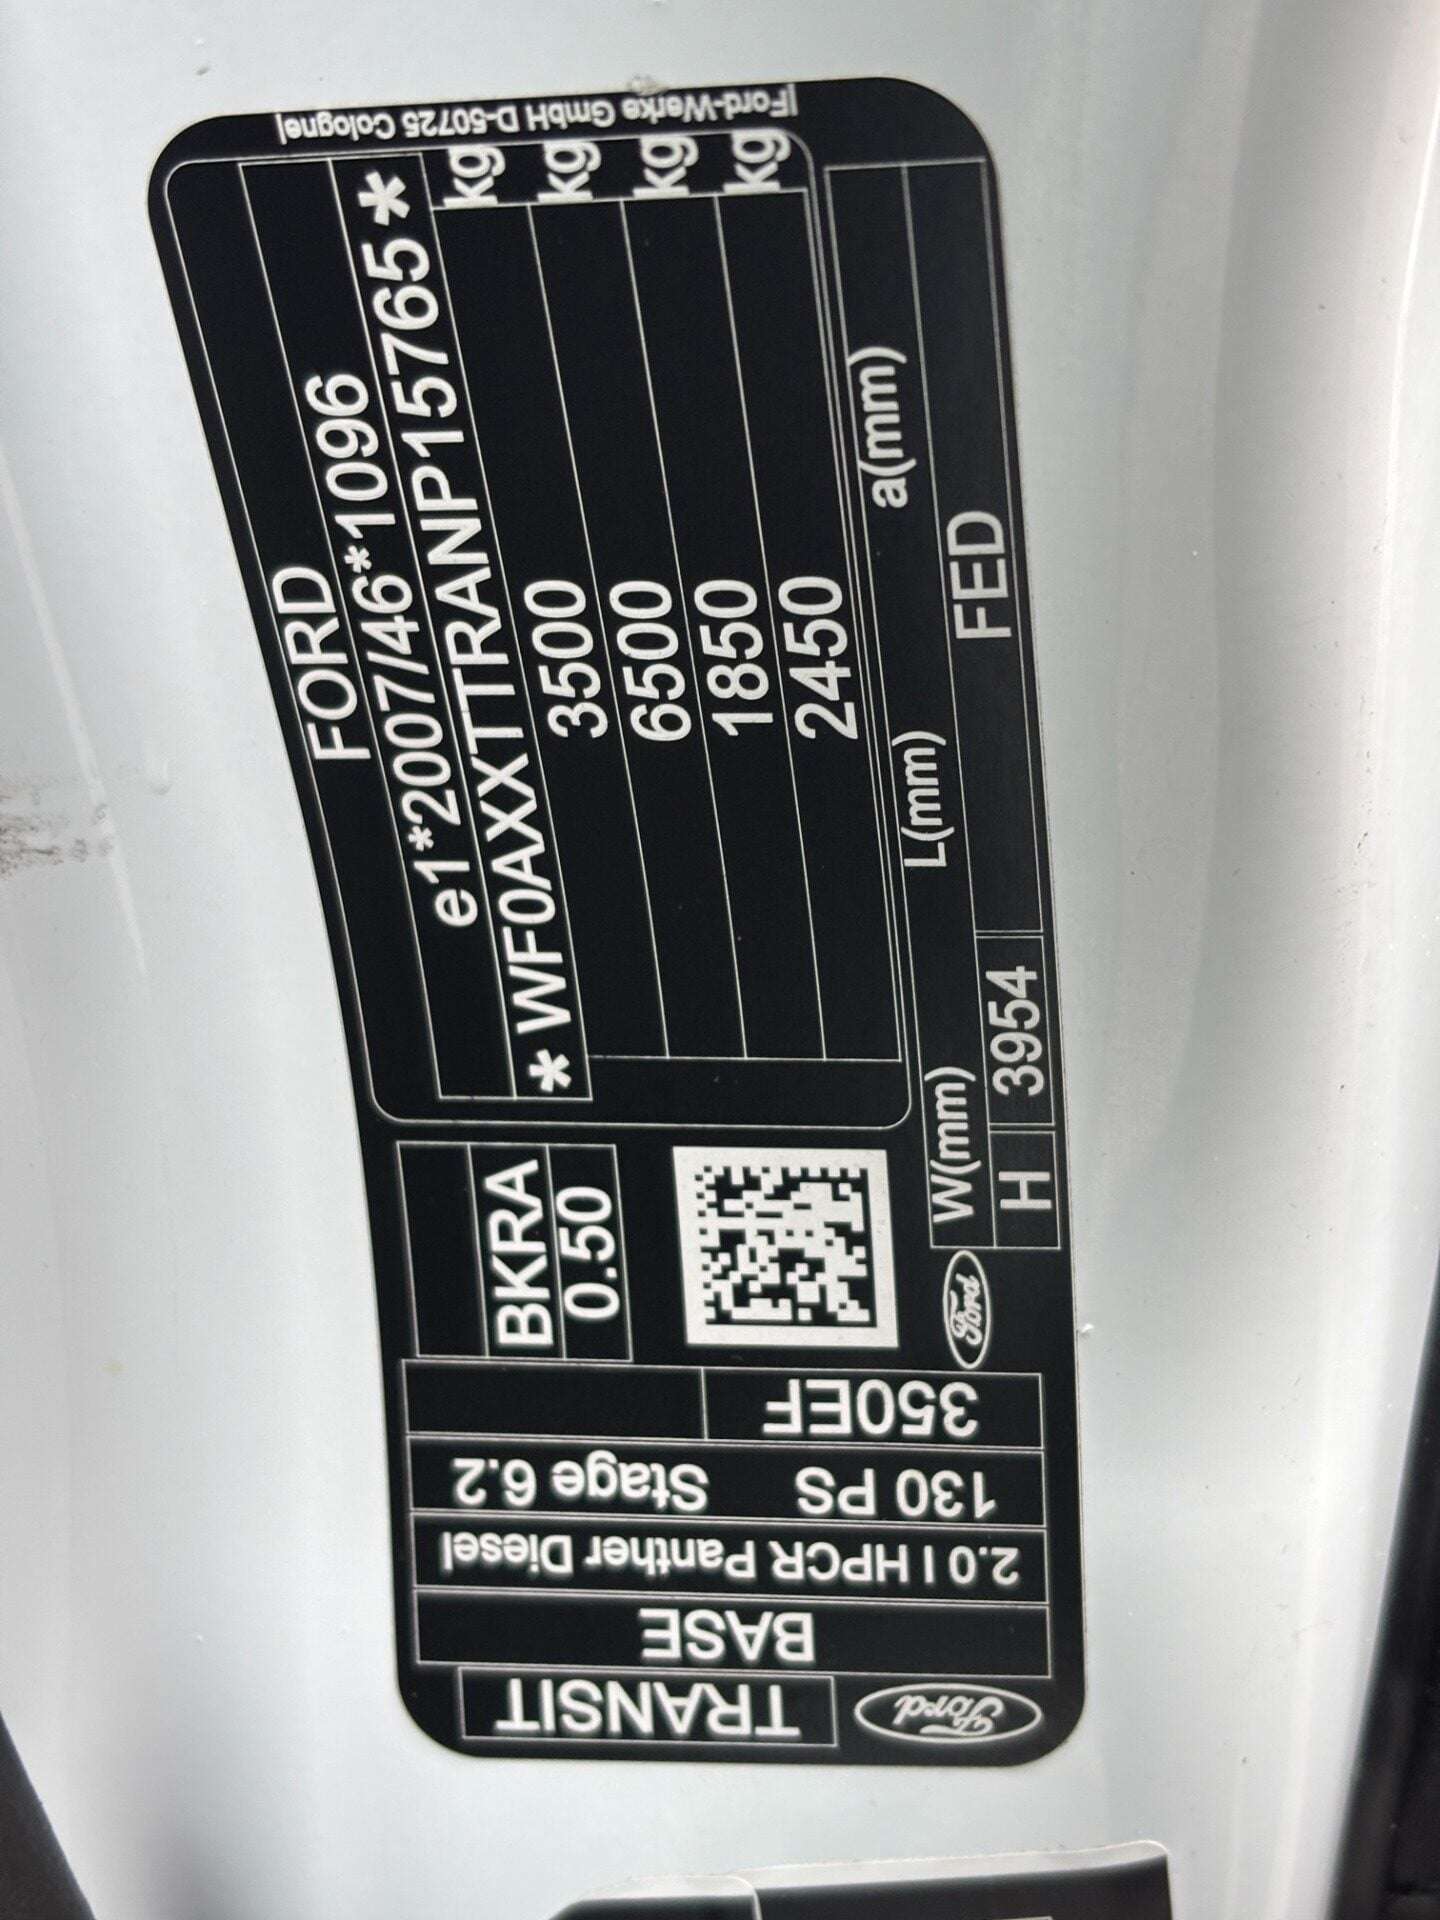 Ford-Werke GmbH D-50725 Cologne
FORD
e1*2007/46*1096
* WF0AXXTTRANP15765 *
3500 kg
6500 kg
1850 kg
2450 kg
W(mm) L(mm) a(mm)
H 3954 FED
BKRA
0.50
Ford
350EF
130 PS Stage 6.2
2.0 l HPCR Panther Diesel
BASE
Ford TRANSIT